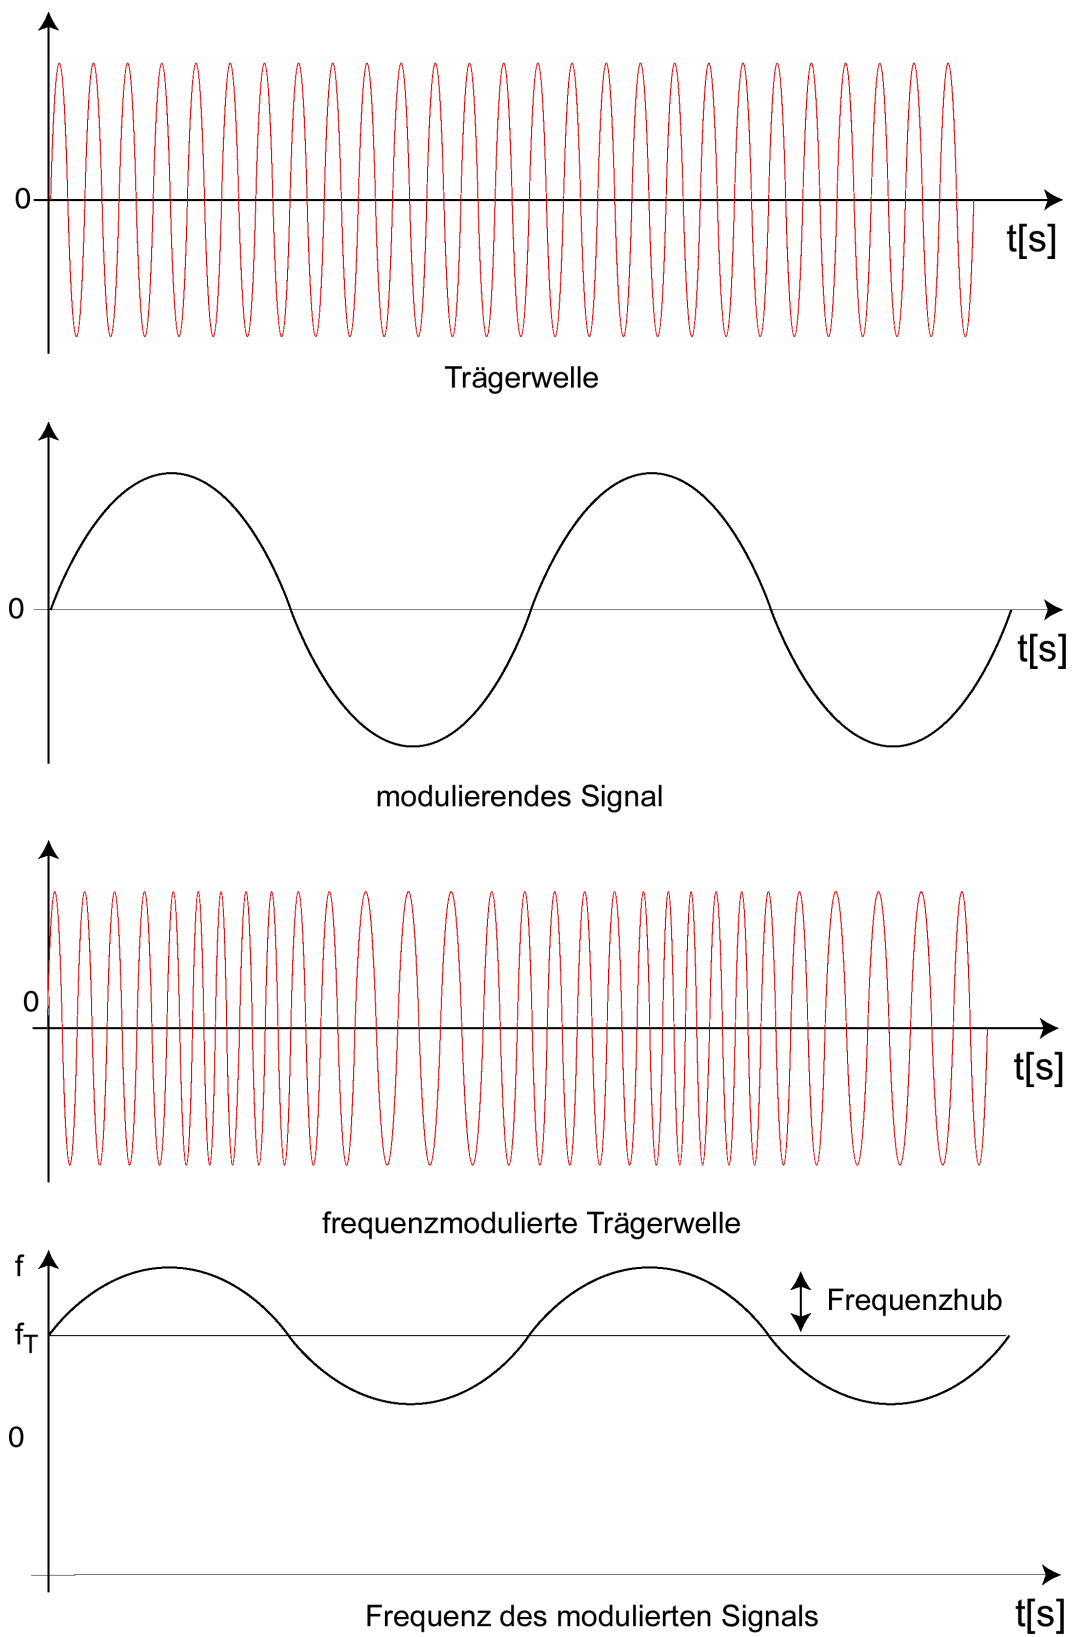 0
t[s]
Trägerwelle
0
t[s]
modulierendes Signal
0
t[s]
frequenzmodulierte Trägerwelle
f
Frequenzhub
fT
0
t[s]
Frequenz des modulierten Signals